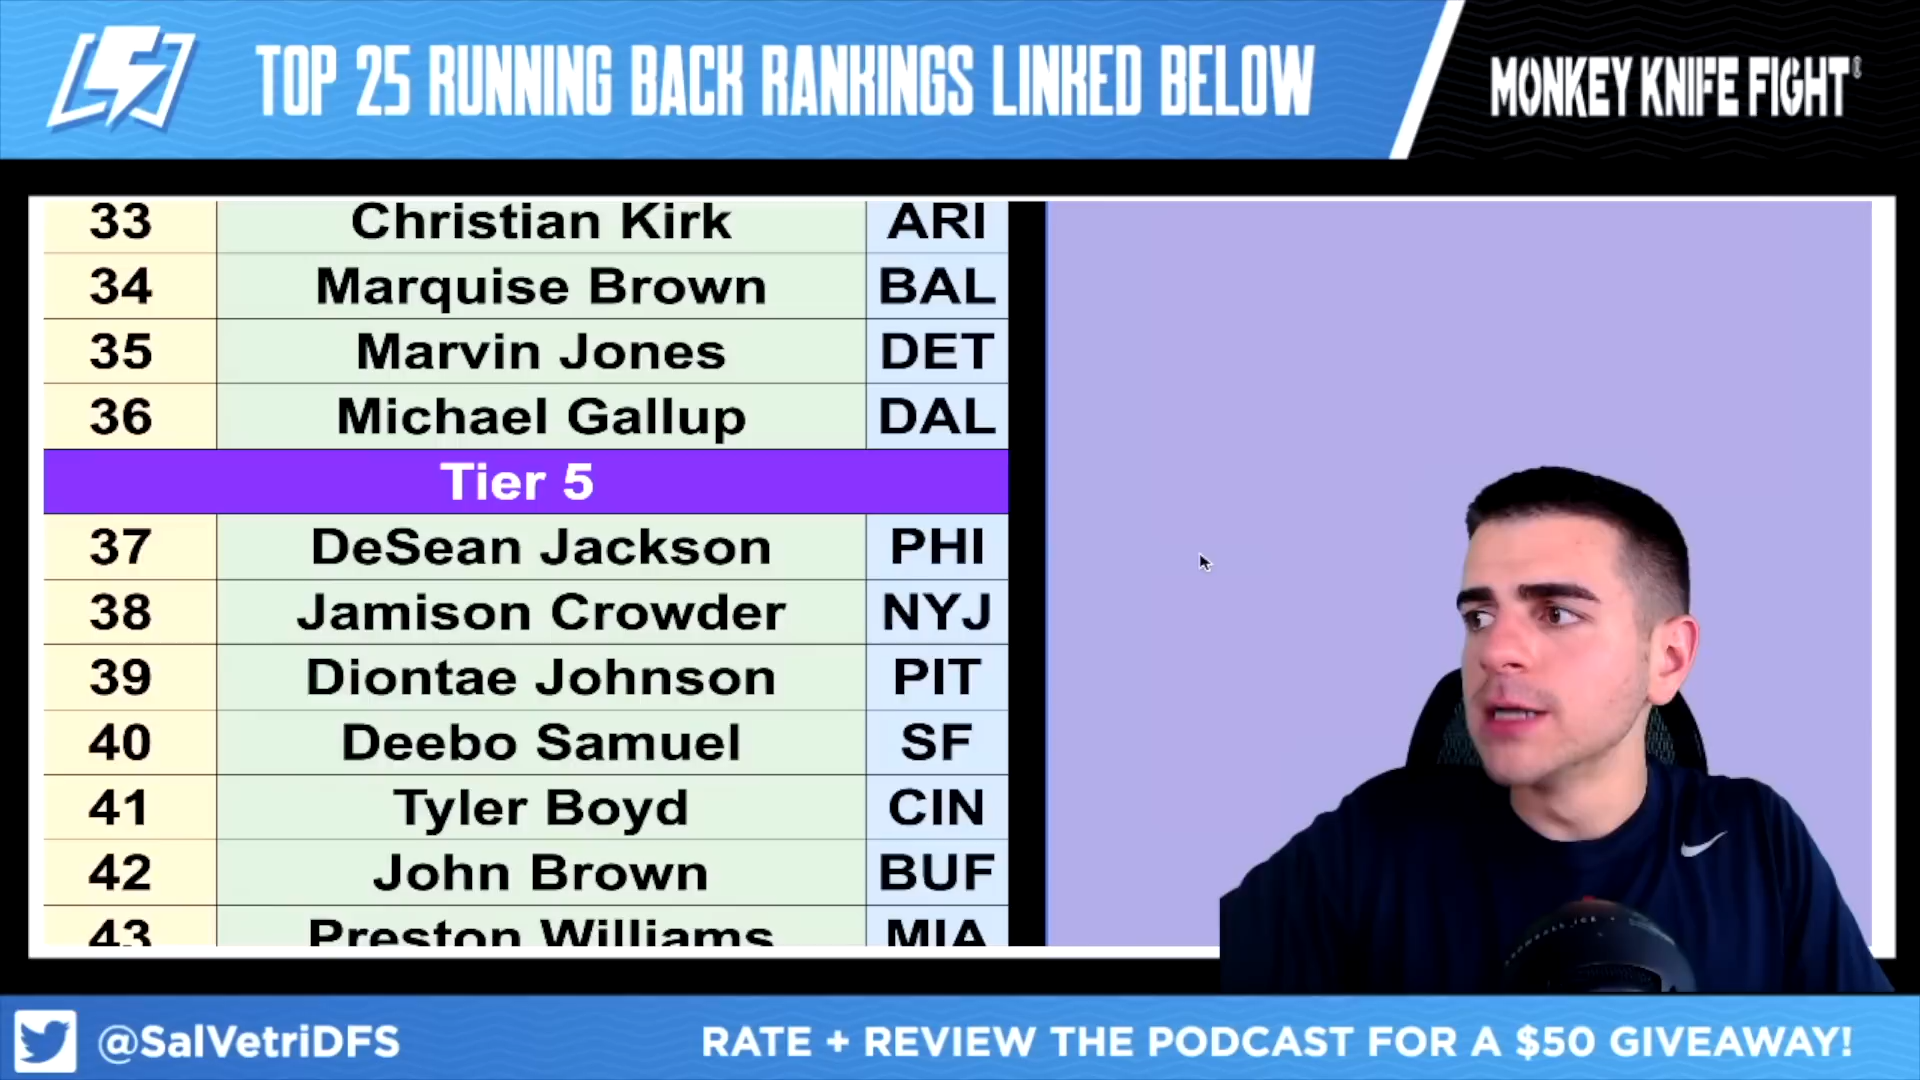 TOP 25 RUNNING BACK RANKINGS LINKED BELOW
MONKEY KNIFE FIGHT®
33 Christian Kirk ARI
34 Marquise Brown BAL
35 Marvin Jones DET
36 Michael Gallup DAL
Tier 5
37 DeSean Jackson PHI
38 Jamison Crowder NYJ
39 Diontae Johnson PIT
40 Deebo Samuel SF
41 Tyler Boyd CIN
42 John Brown BUF
43 Preston Williams MIA
@SalVetriDFS
RATE + REVIEW THE PODCAST FOR A $50 GIVEAWAY!